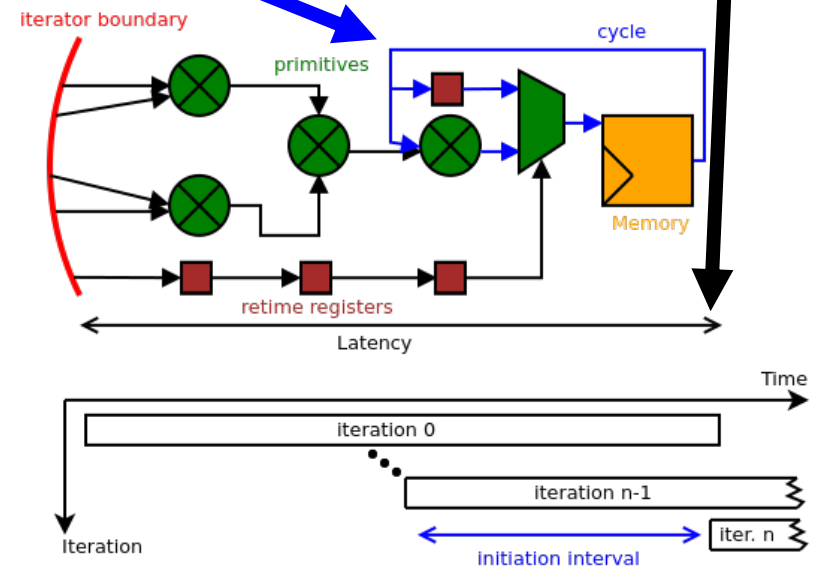 iterator boundary
cycle
primitives
Memory
retime registers
Latency
Time
iteration 0
iteration n-1
iter. n
Iteration
initiation interval